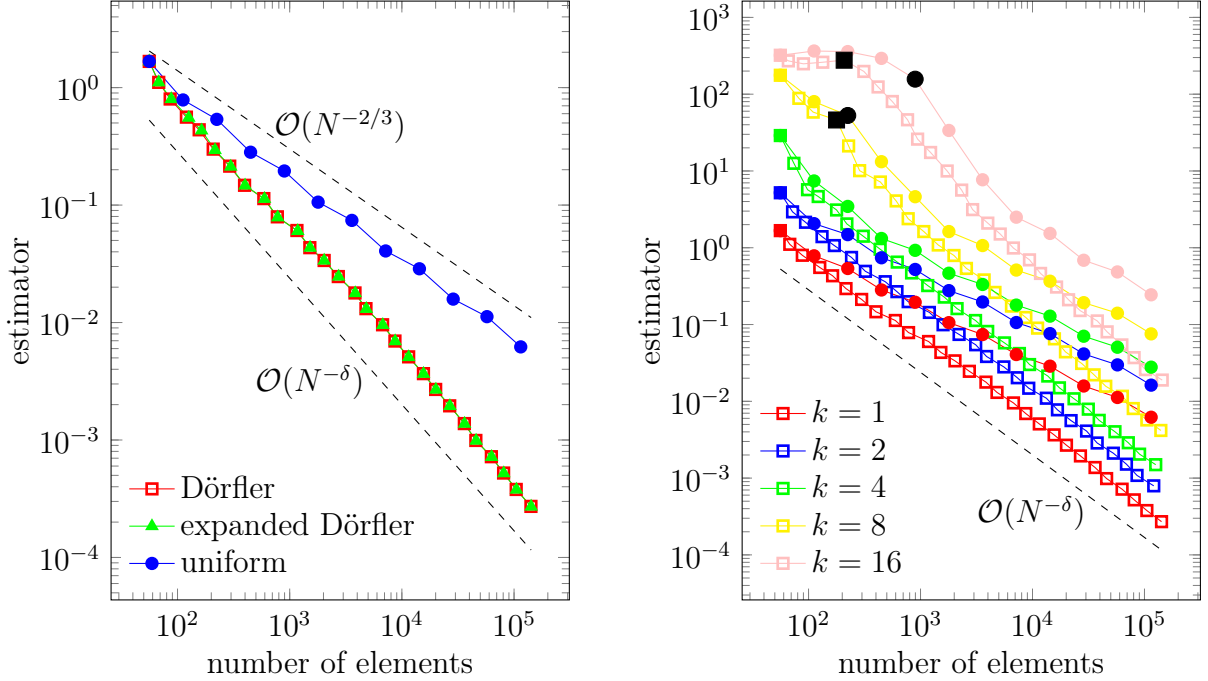 10^0
10^{-1}
10^{-2}
10^{-3}
10^{-4}
estimator
O(N^{-2/3})
O(N^{-δ})
Dörfler
expanded Dörfler
uniform
10^2
10^3
10^4
10^5
number of elements
10^3
10^2
10^1
10^0
10^{-1}
10^{-2}
10^{-3}
10^{-4}
estimator
k = 1
k = 2
k = 4
k = 8
k = 16
O(N^{-δ})
10^2
10^3
10^4
10^5
number of elements